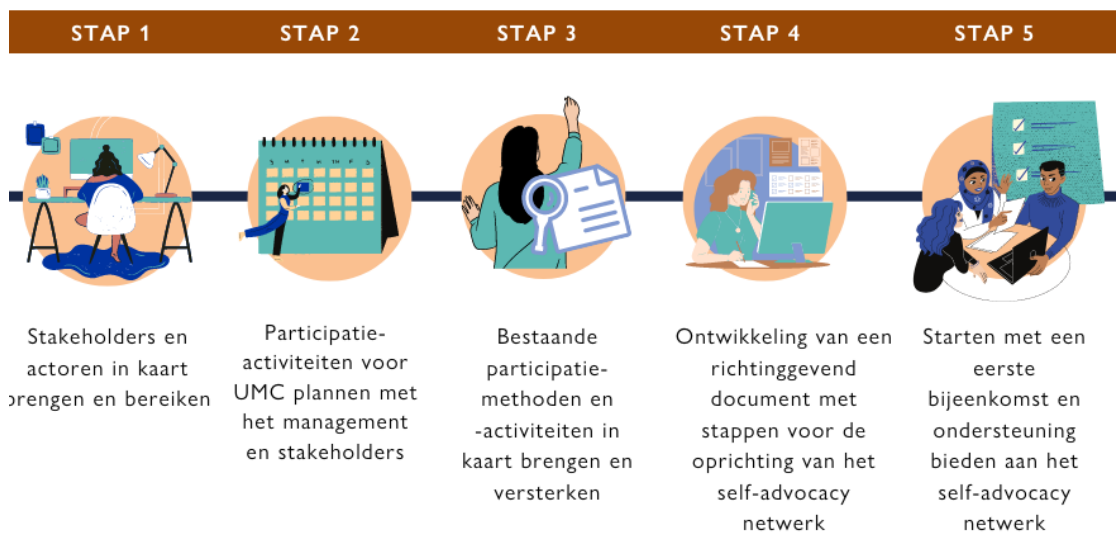 STAP 1
STAP 2
STAP 3
STAP 4
STAP 5
Stakeholders en
actoren in kaart
brengen en bereiken
Participatie-
activiteiten voor
UMC plannen met
het management
en stakeholders
Bestaande
participatie-
methoden en
-activiteiten in
kaart brengen en
versterken
Ontwikkeling van een
richtinggevend
document met
stappen voor de
oprichting van het
self-advocacy
netwerk
Starten met een
eerste
bijeenkomst en
ondersteuning
bieden aan het
self-advocacy
netwerk